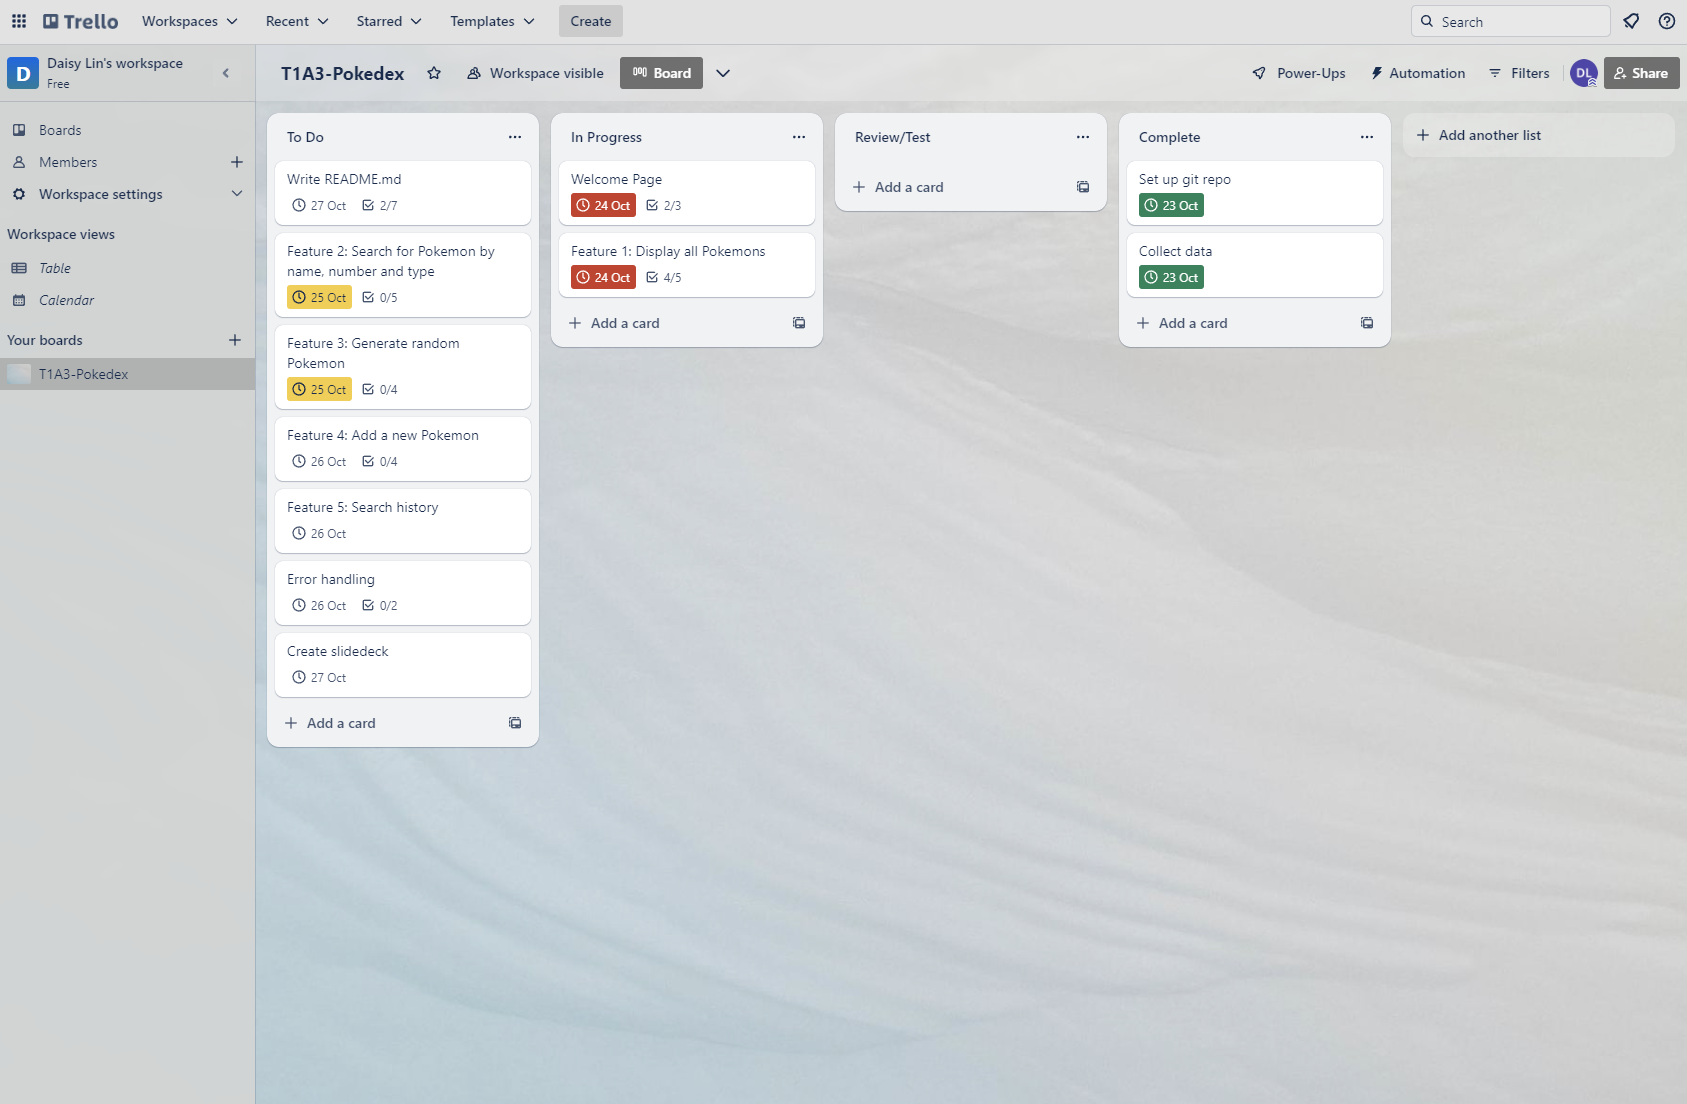 Trello
Workspaces
Recent
Starred
Templates
Create
Search
D
Daisy Lin's workspace
Free
T1A3-Pokedex
Workspace visible
Board
Power-Ups
Automation
Filters
DL
Share
Boards
Members
Workspace settings
Workspace views
Table
Calendar
Your boards
T1A3-Pokedex
To Do
Write README.md
27 Oct 2/7
Feature 2: Search for Pokemon by
name, number and type
25 Oct 0/5
Feature 3: Generate random
Pokemon
25 Oct 0/4
Feature 4: Add a new Pokemon
26 Oct 0/4
Feature 5: Search history
26 Oct
Error handling
26 Oct 0/2
Create slidedeck
27 Oct
Add a card
In Progress
Welcome Page
24 Oct 2/3
Feature 1: Display all Pokemons
24 Oct 4/5
Add a card
Review/Test
Add a card
Complete
Set up git repo
23 Oct
Collect data
23 Oct
Add a card
Add another list